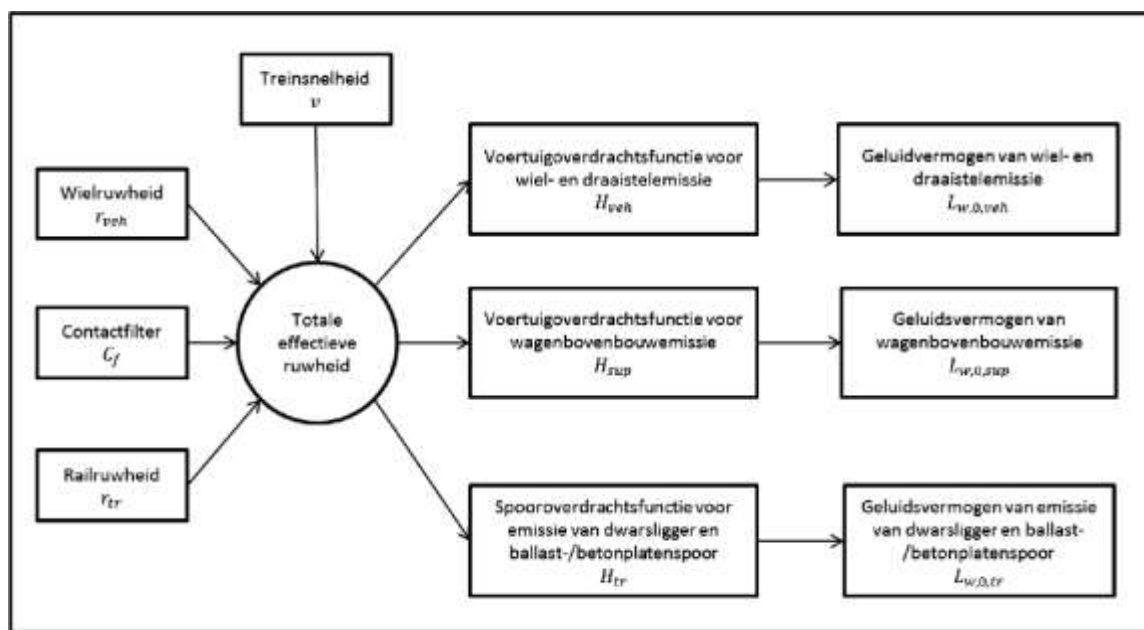 Treinsnelheid
v
Wielruwheid
r_veh
Contactfilter
C_f
Railruwheid
r_tr
Totale
effectieve
ruwheid
Voertuigoverdrachtsfunctie voor
wiel- en draaistelemissie
H_veh
Geluidvermogen van wiel- en
draaistelemissie
L_w,0,veh
Voertuigoverdrachtsfunctie voor
wagenbovenbouwemissie
H_sup
Geluidsvermogen van
wagenbovenbouwemissie
L_w,0,sup
Spooroverdrachtsfunctie voor
emissie van dwarsligger en
ballast-/betonplatenspoor
H_tr
Geluidsvermogen van emissie
van dwarsligger en ballast-
/betonplatenspoor
L_w,0,tr